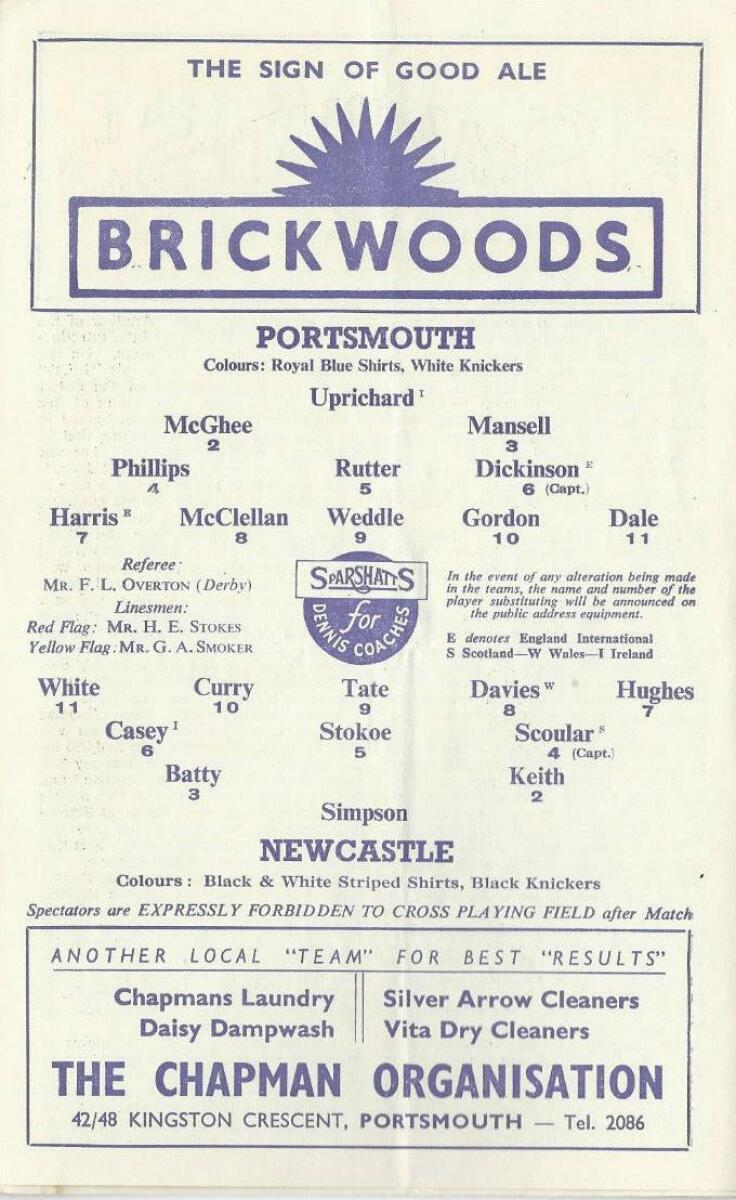 THE SIGN OF GOOD ALE
BRICKWOODS
PORTSMOUTH
Colours: Royal Blue Shirts, White Knickers
Uprichard I
McGhee Mansell
2 3
Phillips Rutter Dickinson E
4 5 6 (Capt.)
Harris E McClellan Weddle Gordon Dale
7 8 9 10 11
Referee:
MR. F. L. OVERTON (Derby)
Linesmen:
Red Flag: MR. H. E. STOKES
Yellow Flag: MR. G. A. SMOKER
SPARSHATTS
for
DENNIS COACHES
In the event of any alteration being made
in the teams, the name and number of the
player substituting will be announced on
the public address equipment.
E denotes England International
S Scotland—W Wales—I Ireland
White Curry Tate Davies W Hughes
11 10 9 8 7
Casey I Stokoe Scoular S
6 5 4 (Capt.)
Batty Keith
3 2
Simpson
NEWCASTLE
Colours: Black & White Striped Shirts, Black Knickers
Spectators are EXPRESSLY FORBIDDEN TO CROSS PLAYING FIELD after Match
ANOTHER LOCAL "TEAM" FOR BEST "RESULTS"
Chapmans Laundry Silver Arrow Cleaners
Daisy Dampwash Vita Dry Cleaners
THE CHAPMAN ORGANISATION
42/48 KINGSTON CRESCENT, PORTSMOUTH — Tel. 2086